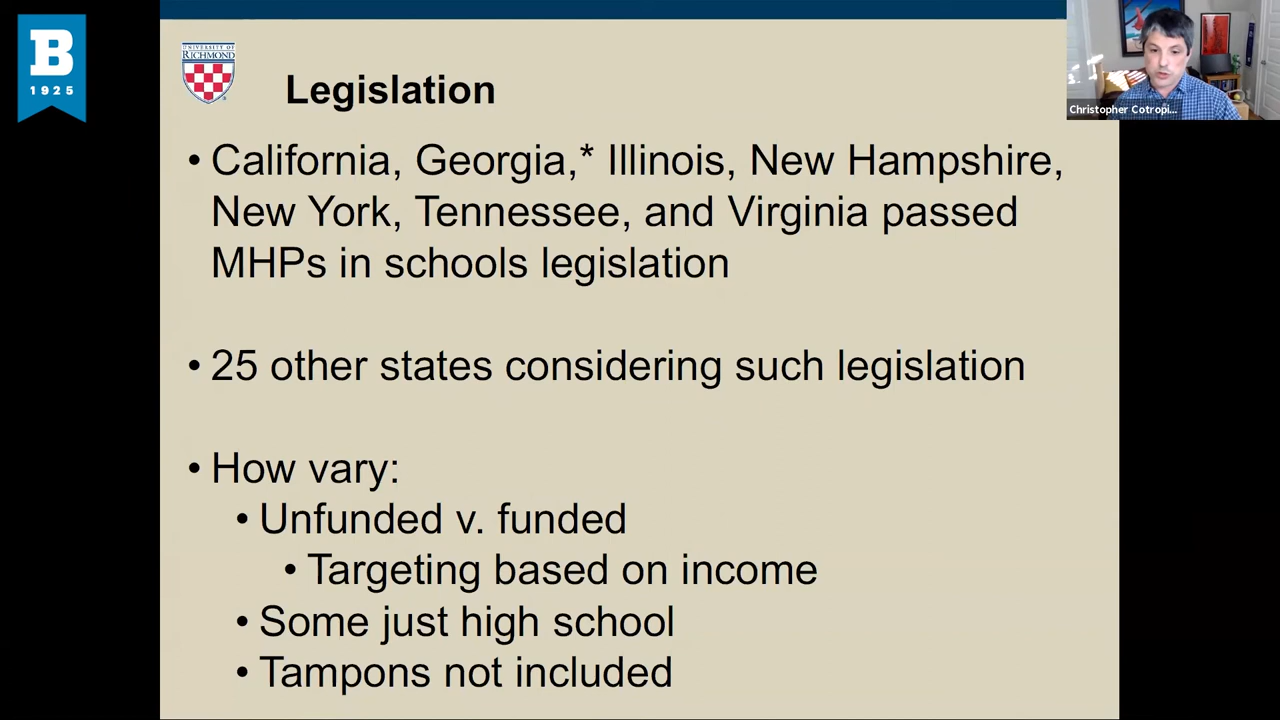 B
1925
UNIVERSITY OF
RICHMOND
Legislation
Christopher Cotropi...
• California, Georgia,* Illinois, New Hampshire,
New York, Tennessee, and Virginia passed
MHPs in schools legislation
• 25 other states considering such legislation
• How vary:
• Unfunded v. funded
• Targeting based on income
• Some just high school
• Tampons not included